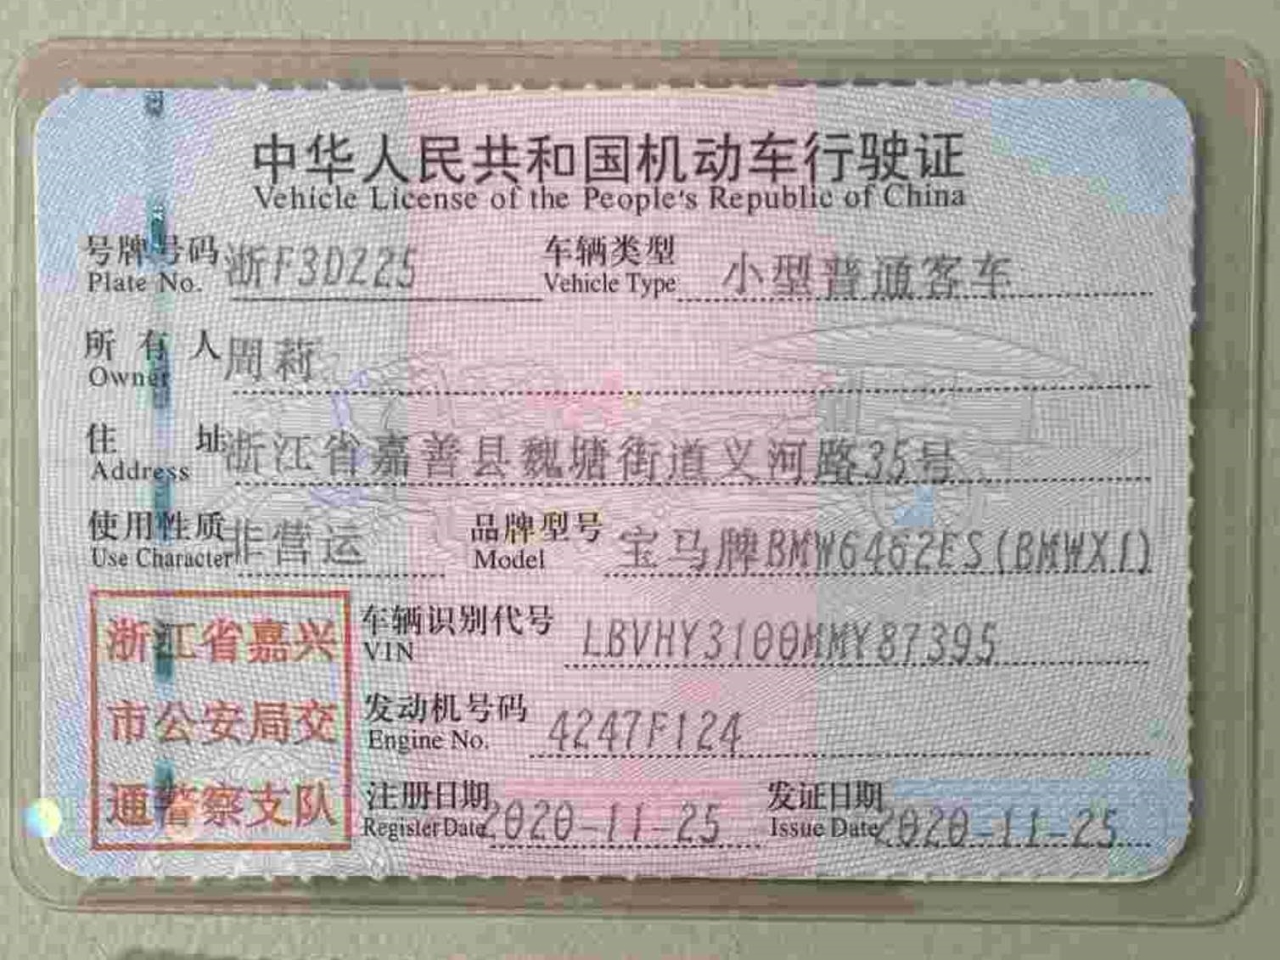 中华人民共和国机动车行驶证
Vehicle License of the People's Republic of China
号牌号码 浙F3D225 车辆类型 小型普通客车
Plate No. Vehicle Type
所有人 周莉
Owner
住址 浙江省嘉善县魏塘街道义河路35号
Address
使用性质 非营运 品牌型号 宝马牌BMW6462ES(BMWX1)
Use Character Model
浙江省嘉兴
市公安局交
通警察支队
车辆识别代号 LBVHY3100MMY87395
VIN
发动机号码 4247F124
Engine No.
注册日期 2020-11-25 发证日期 2020-11-25
Register Date Issue Date